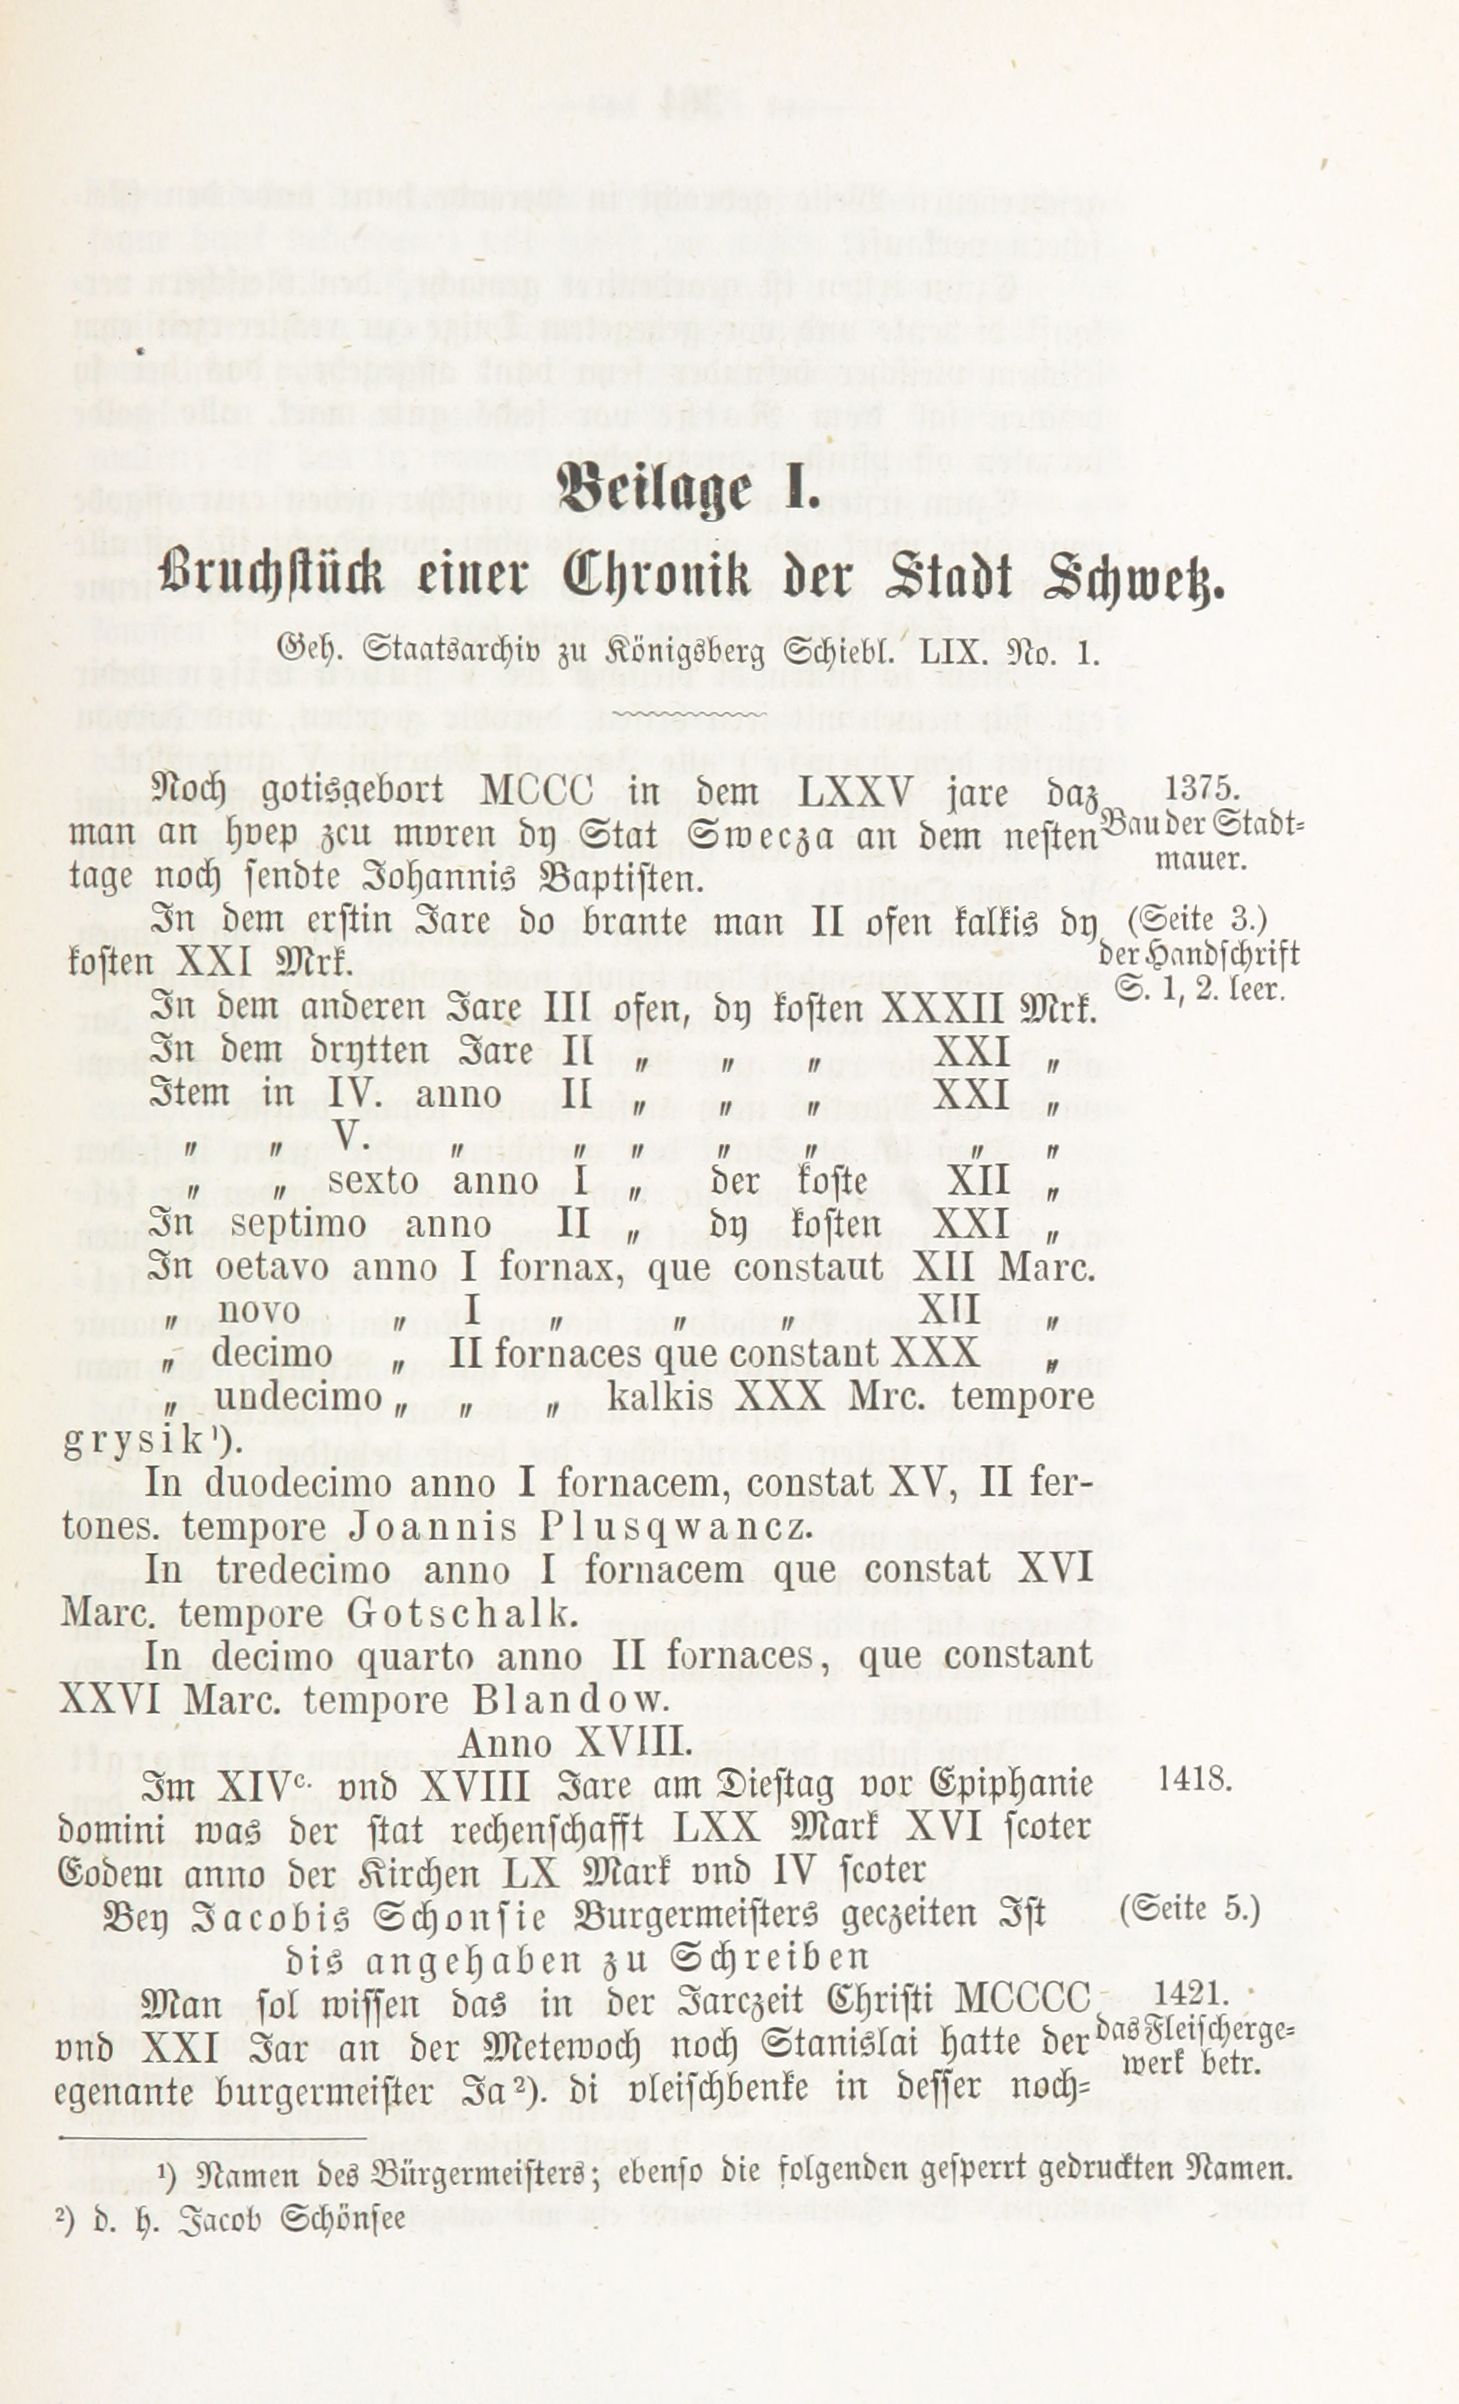 Beilage I.
Bruchstück einer Chronik der Stadt Schwetz.
Geh. Staatsarchiv zu Königsberg Schiebl. LIX. No. 1.
Noch gotisgebort MCCC in dem LXXV jare daz
man an hvep zcu mvren dy Stat Swecza an dem nesten
tage noch sendte Johannis Baptisten.
1375.
Bau der Stadt=
mauer.
In dem erstin Jare do brante man II ofen kalkis dy
kosten XXI Mrk.
(Seite 3.)
der Handschrift
S. 1, 2. leer.
In dem anderen Jare III ofen, dy kosten XXXII Mrk.
In dem drytten Jare II „ „ „ XXI „
Item in IV. anno II „ „ „ XXI „
„ „ V. „ „ „ „ „ „ „
„ „ sexto anno I „ der koste XII „
In septimo anno II „ dy kosten XXI „
In oetavo anno I fornax, que constaut XII Marc.
„ novo „ I „ „ „ XII „
„ decimo „ II fornaces que constant XXX „
„ undecimo „ „ „ kalkis XXX Mrc. tempore
grysik¹).
In duodecimo anno I fornacem, constat XV, II fer-
tones. tempore Joannis Plusqwancz.
In tredecimo anno I fornacem que constat XVI
Marc. tempore Gotschalk.
In decimo quarto anno II fornaces, que constant
XXVI Marc. tempore Blandow.
Anno XVIII.
Im XIVc. vnd XVIII Jare am Diestag vor Epiphanie
domini was der stat rechenschafft LXX Mark XVI scoter
Eodem anno der Kirchen LX Mark vnd IV scoter
1418.
Bey Jacobis Schonsie Burgermeisters geczeiten Ist
dis angehaben zu Schreiben
(Seite 5.)
Man sol wissen das in der Jarczeit Christi MCCCC
vnd XXI Jar an der Metewoch noch Stanislai hatte der
egenante burgermeister Ja²). di vleischbenke in desser noch=
1421.
das Fleischerge=
werk betr.
¹) Namen des Bürgermeisters; ebenso die folgenden gesperrt gedruckten Namen.
²) d. h. Jacob Schönsee